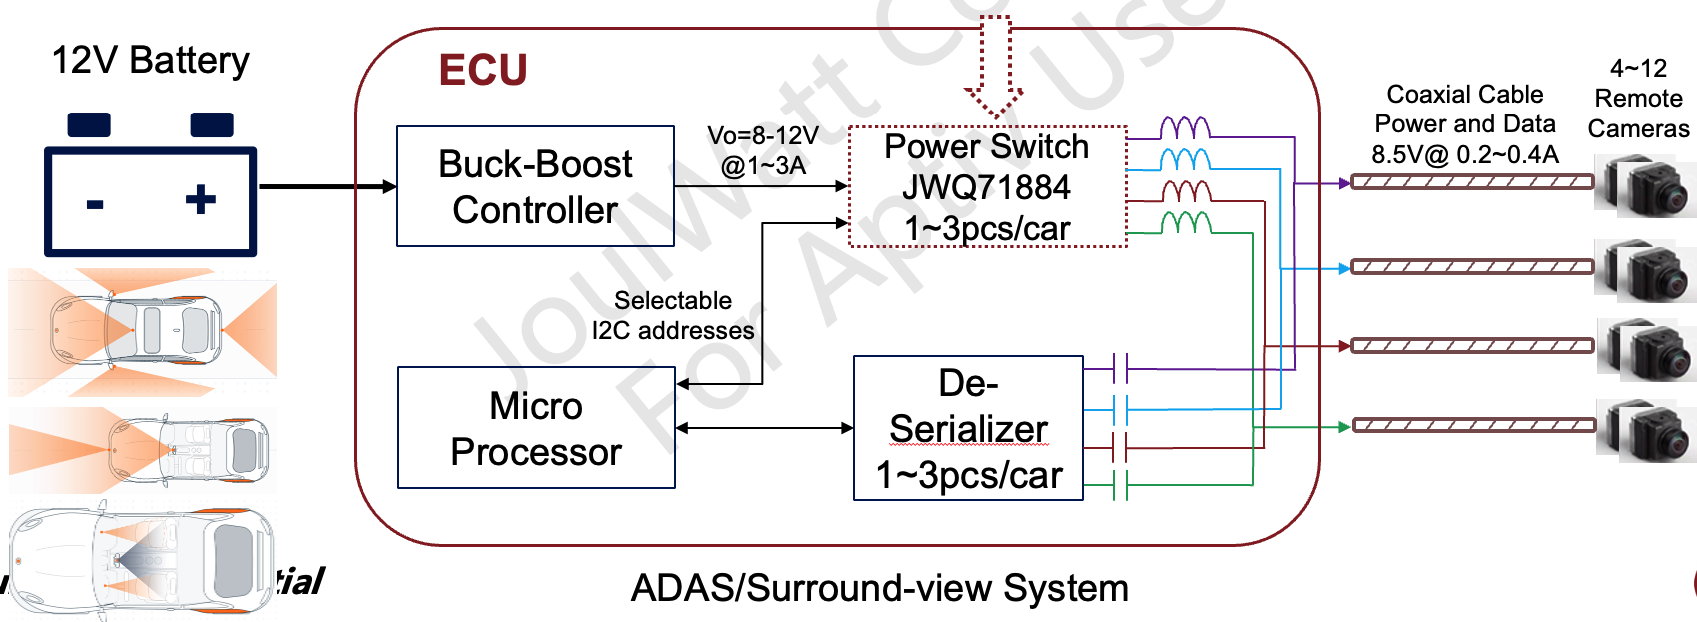 12V Battery
- +
ECU
Buck-Boost
Controller
Vo=8-12V
@1~3A
Power Switch
JWQ71884
1~3pcs/car
Selectable
I2C addresses
Micro
Processor
De-
Serializer
1~3pcs/car
Coaxial Cable
Power and Data
8.5V@ 0.2~0.4A
4~12
Remote
Cameras
JoulWatt Co
For Aptiv Use
tial
ADAS/Surround-view System